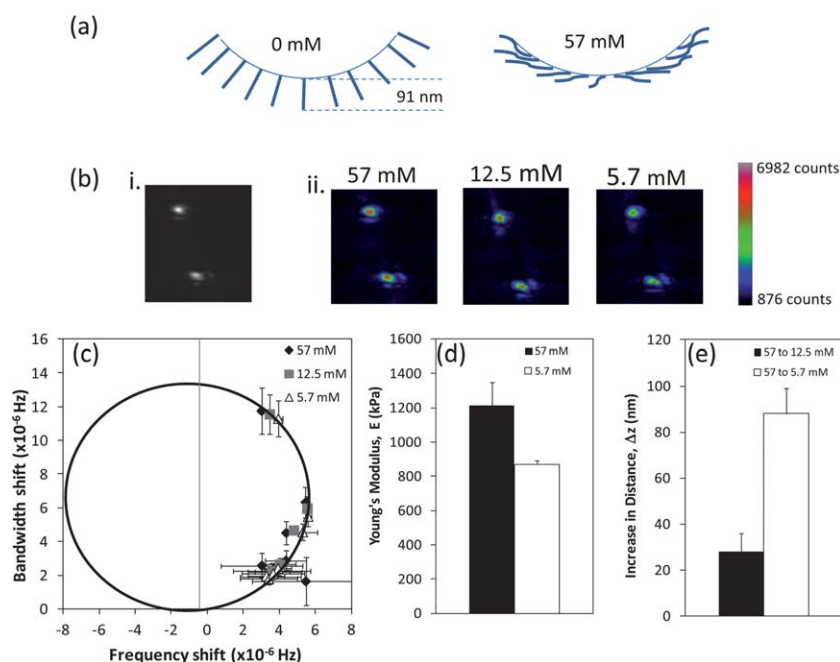 (a)
0 mM
57 mM
91 nm
(b)
i.
ii.
57 mM
12.5 mM
5.7 mM
6982 counts
876 counts
(c)
16
14
12
10
8
6
4
2
0
Bandwidth shift (x10⁻⁶ Hz)
57 mM
12.5 mM
5.7 mM
-8 -6 -4 -2 0 2 4 6 8
Frequency shift (x10⁻⁶ Hz)
(d)
1600
1400
1200
1000
800
600
400
200
0
Young's Modulus, E (kPa)
57 mM
5.7 mM
(e)
120
100
80
60
40
20
0
Increase in Distance, Δz (nm)
57 to 12.5 mM
57 to 5.7 mM